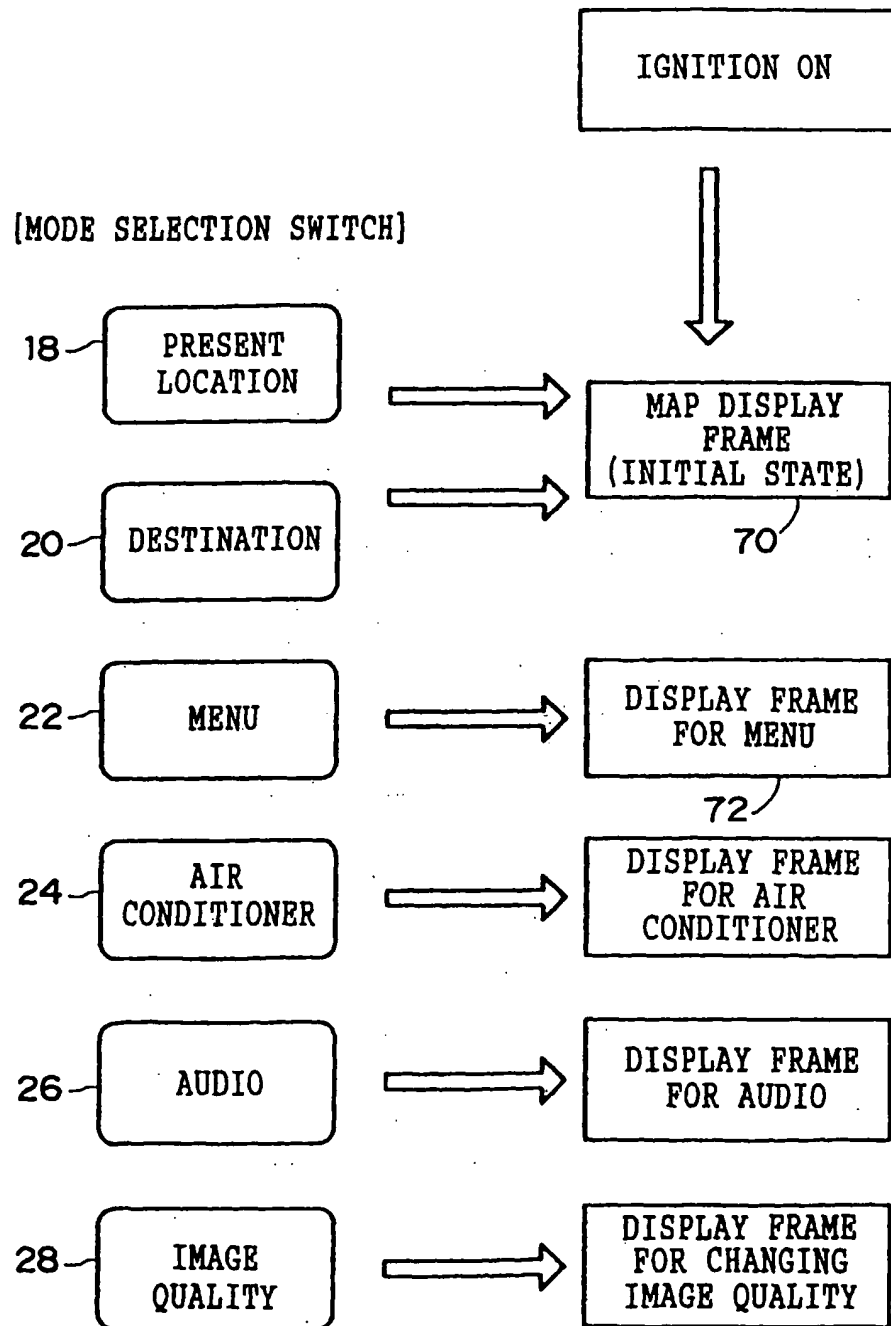 IGNITION ON
[MODE SELECTION SWITCH]
18
PRESENT
LOCATION
MAP DISPLAY
FRAME
(INITIAL STATE)
70
20
DESTINATION
22
MENU
DISPLAY FRAME
FOR MENU
72
24
AIR
CONDITIONER
DISPLAY FRAME
FOR AIR
CONDITIONER
26
AUDIO
DISPLAY FRAME
FOR AUDIO
28
IMAGE
QUALITY
DISPLAY FRAME
FOR CHANGING
IMAGE QUALITY